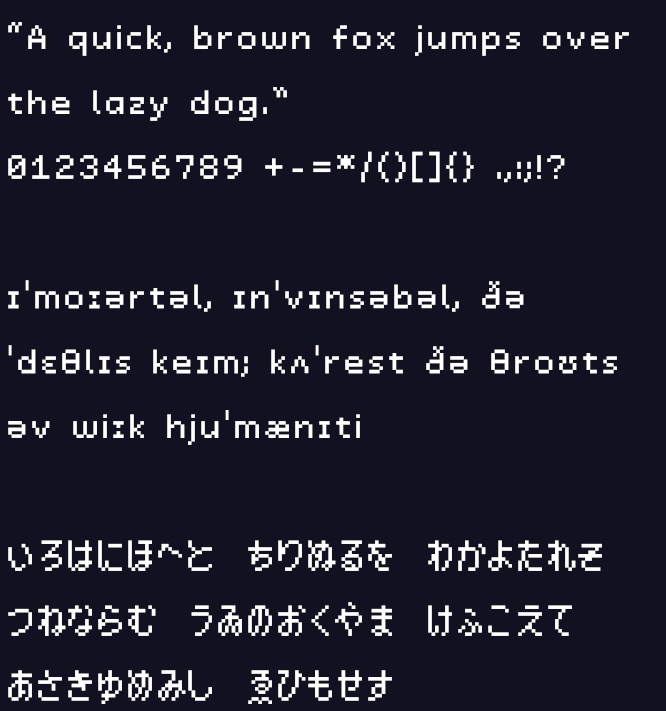 “A quick, brown fox jumps over
the lazy dog.”
0123456789 +-=*/()[]{} .,:;!?
ɪˈmoɪərtəl, ɪnˈvɪnsəbəl, ðə
ˈdɛθlɪs keɪm; kʌˈrest ðə θroʊts
əv wiɪk hjuˈmænɪti
いろはにほへと ちりぬるを わかよたれそ
つねならむ うゐのおくやま けふこえて
あさきゆめみし ゑひもせす